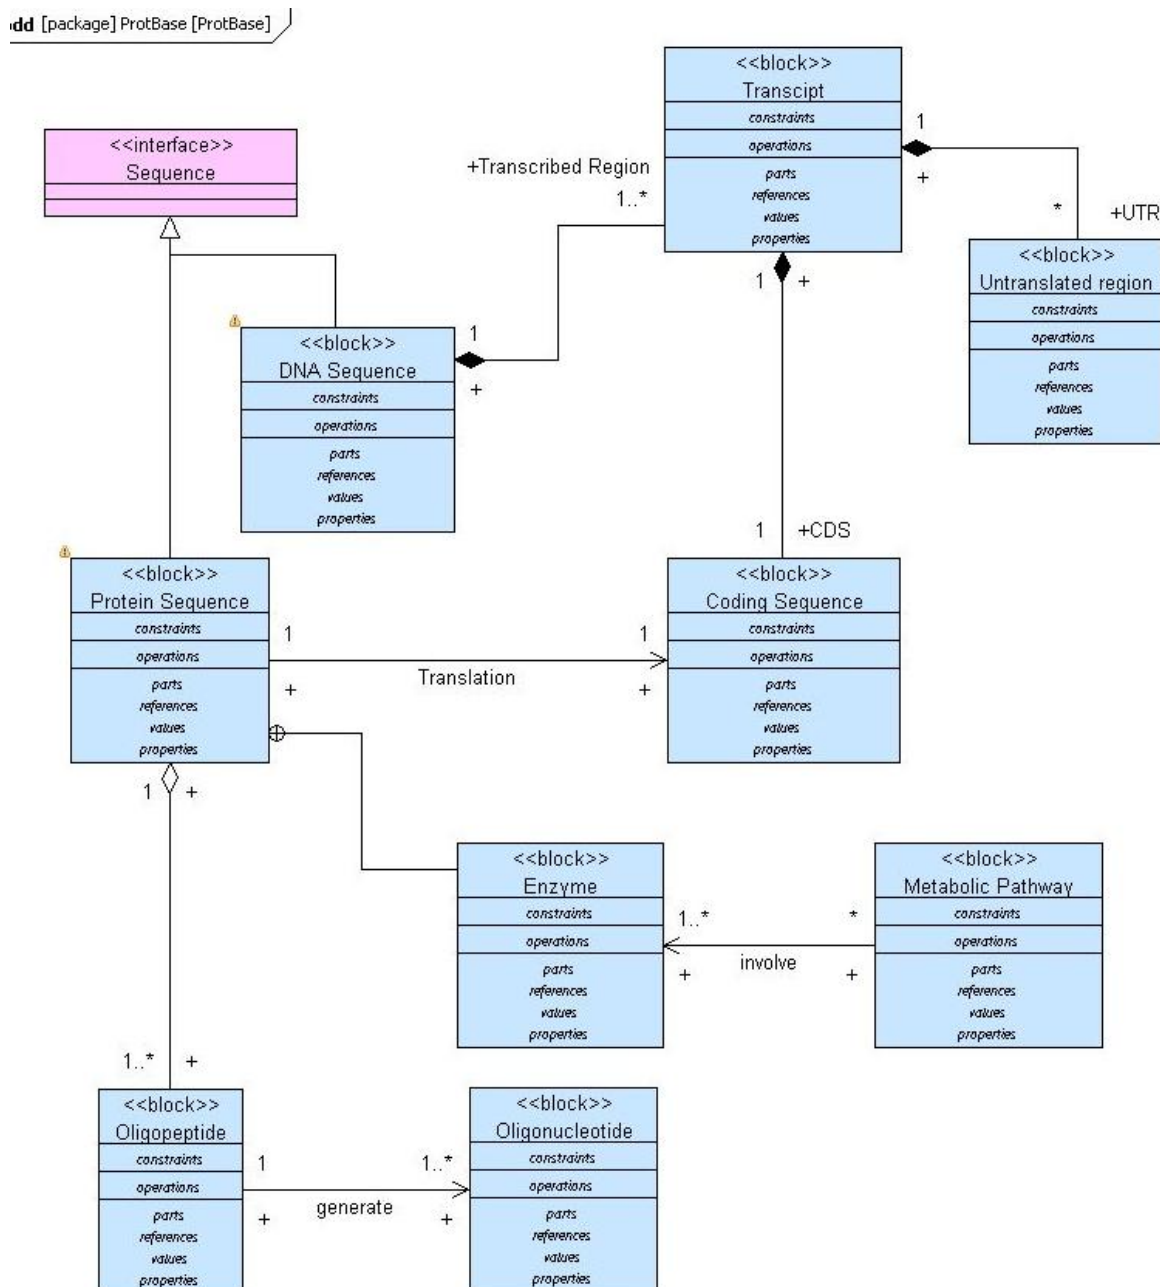 bdd [package] ProtBase [ProtBase]
<<block>>
Transcipt
constraints
operations
parts
references
values
properties
1
+
<<interface>>
Sequence
+Transcribed Region
1..*
*
+UTR
<<block>>
Untranslated region
constraints
operations
parts
references
values
properties
1
+
<<block>>
DNA Sequence
constraints
operations
parts
references
values
properties
1
+
1
+CDS
<<block>>
Protein Sequence
constraints
operations
parts
references
values
properties
1
+
Translation
1
+
<<block>>
Coding Sequence
constraints
operations
parts
references
values
properties
1
+
<<block>>
Enzyme
constraints
operations
parts
references
values
properties
1..*
+
involve
*
+
<<block>>
Metabolic Pathway
constraints
operations
parts
references
values
properties
1..*
+
<<block>>
Oligopeptide
constraints
operations
parts
references
values
properties
1
+
generate
1..*
+
<<block>>
Oligonucleotide
constraints
operations
parts
references
values
properties